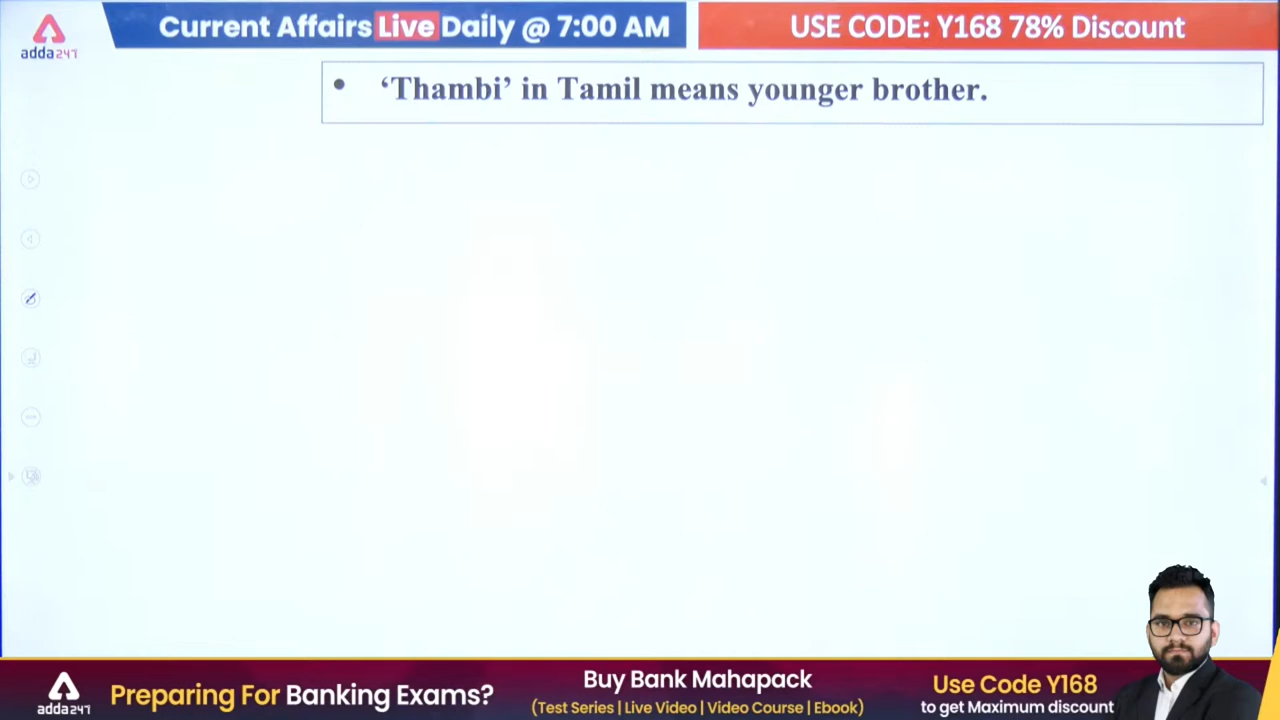 adda247
Current Affairs Live Daily @ 7:00 AM
USE CODE: Y168 78% Discount
• ‘Thambi’ in Tamil means younger brother.
adda247
Preparing For Banking Exams?
Buy Bank Mahapack
(Test Series | Live Video | Video Course | Ebook)
Use Code Y168
to get Maximum discount